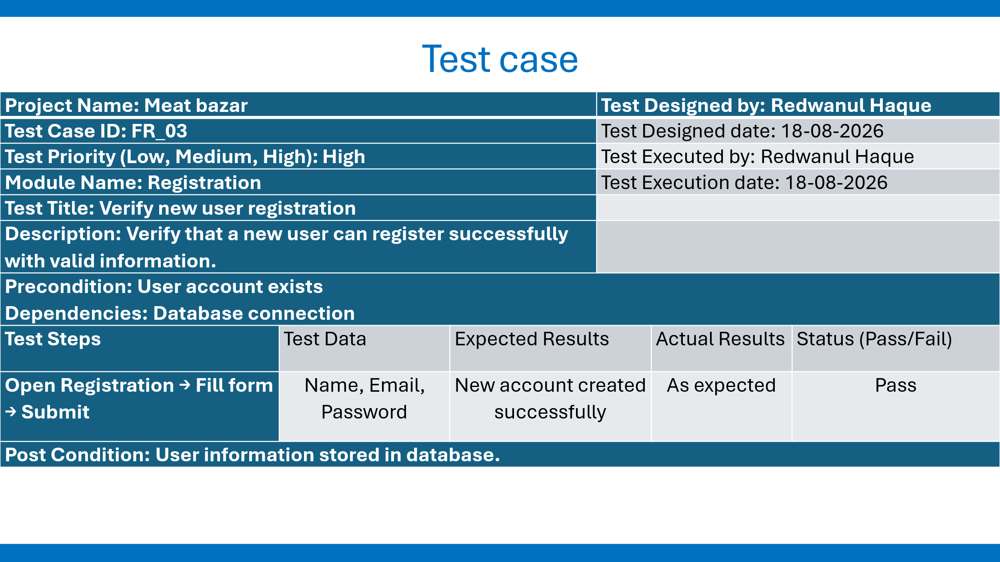 Test case
Project Name: Meat bazar
Test Designed by: Redwanul Haque
Test Case ID: FR_03
Test Designed date: 18-08-2026
Test Priority (Low, Medium, High): High
Test Executed by: Redwanul Haque
Module Name: Registration
Test Execution date: 18-08-2026
Test Title: Verify new user registration
Description: Verify that a new user can register successfully
with valid information.
Precondition: User account exists
Dependencies: Database connection
Test Steps
Test Data
Expected Results
Actual Results
Status (Pass/Fail)
Open Registration → Fill form
→ Submit
Name, Email,
Password
New account created
successfully
As expected
Pass
Post Condition: User information stored in database.